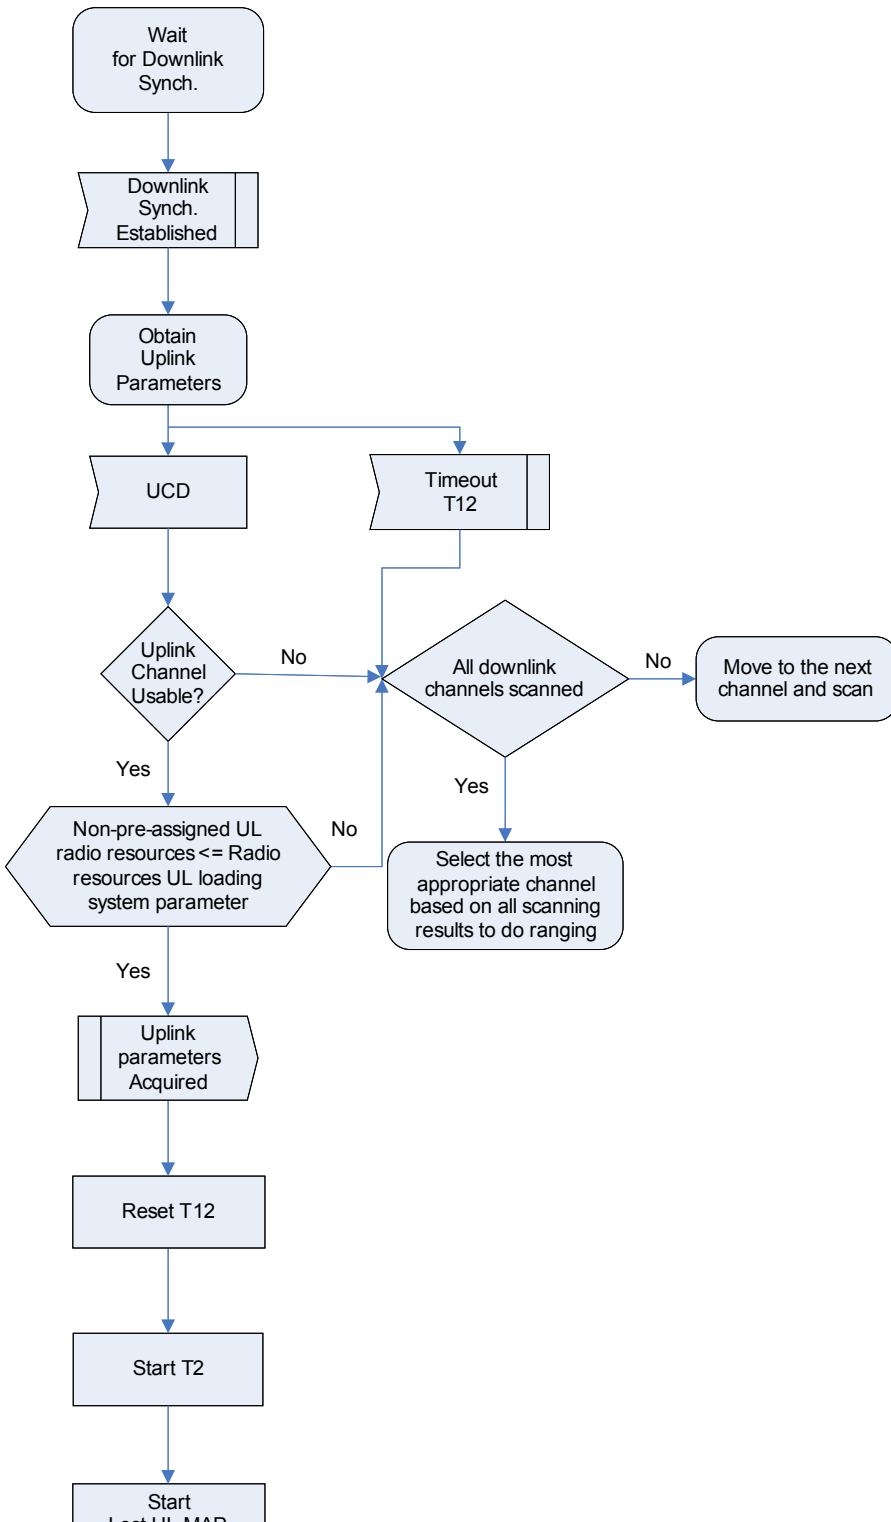 Wait
for Downlink
Synch.
Downlink
Synch.
Established
Obtain
Uplink
Parameters
UCD
Timeout
T12
Uplink
Channel
Usable?
No
All downlink
channels scanned
No
Move to the next
channel and scan
Yes
Yes
Non-pre-assigned UL
radio resources <= Radio
resources UL loading
system parameter
No
Select the most
appropriate channel
based on all scanning
results to do ranging
Yes
Uplink
parameters
Acquired
Reset T12
Start T2
Start
Lost UL-MAP